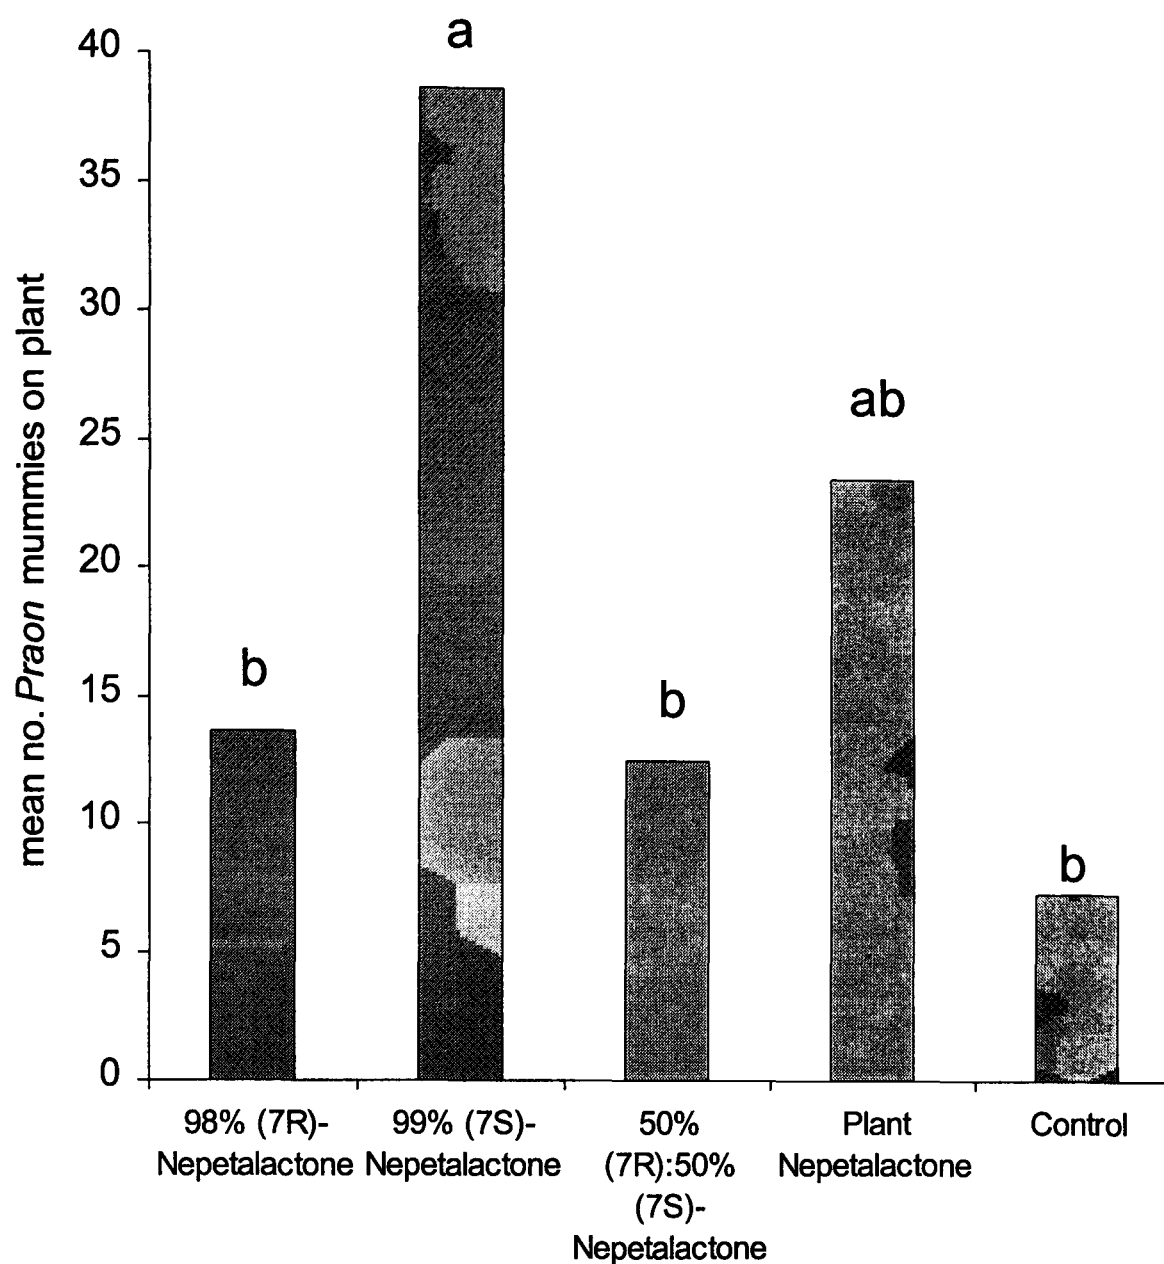 mean no. Praon mummies on plant
40
35
30
25
20
15
10
5
0
b
a
b
ab
b
98% (7R)-
Nepetalactone
99% (7S)-
Nepetalactone
50%
(7R):50%
(7S)-
Nepetalactone
Plant
Nepetalactone
Control